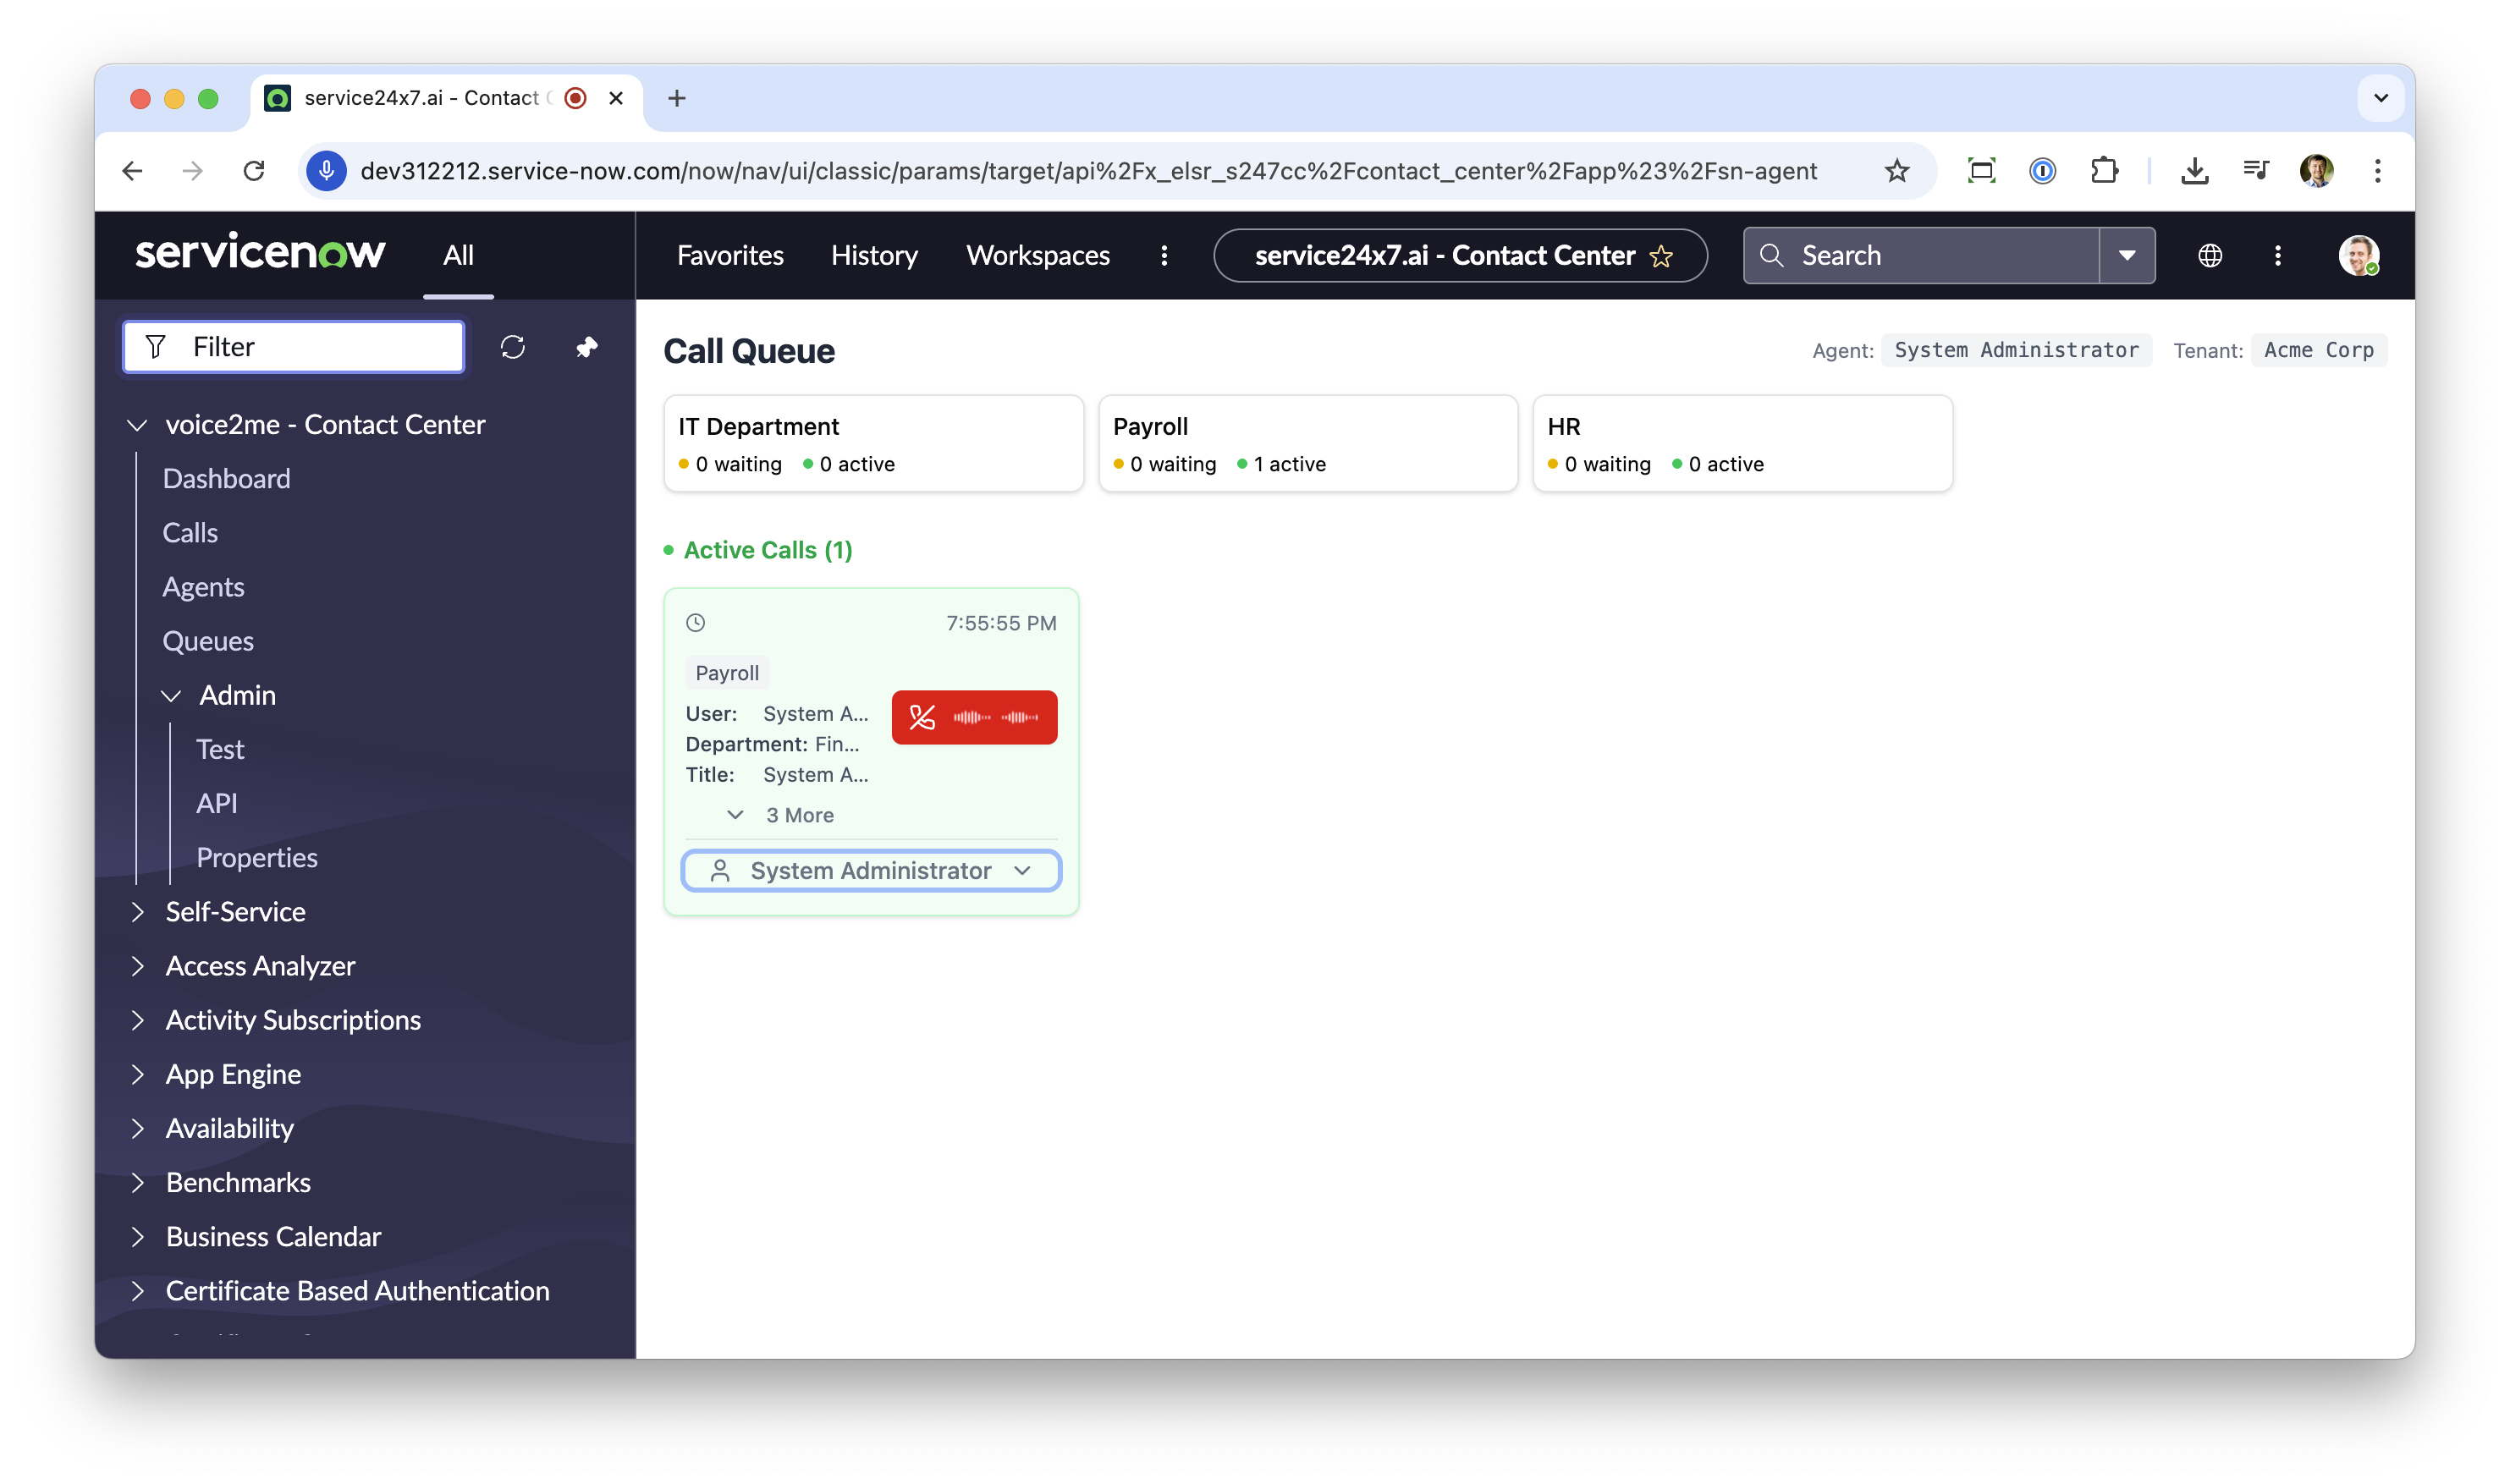 service24x7.ai - Contact
dev312212.service-now.com/now/nav/ui/classic/params/target/api%2Fx_elsr_s247cc%2Fcontact_center%2Fapp%23%2Fsn-agent
servicenow
All
Favorites
History
Workspaces
service24x7.ai - Contact Center
Search
Filter
voice2me - Contact Center
Dashboard
Calls
Agents
Queues
Admin
Test
API
Properties
Self-Service
Access Analyzer
Activity Subscriptions
App Engine
Availability
Benchmarks
Business Calendar
Certificate Based Authentication
Call Queue
Agent: System Administrator Tenant: Acme Corp
IT Department
0 waiting 0 active
Payroll
0 waiting 1 active
HR
0 waiting 0 active
Active Calls (1)
7:55:55 PM
Payroll
User: System A...
Department: Fin...
Title: System A...
3 More
System Administrator